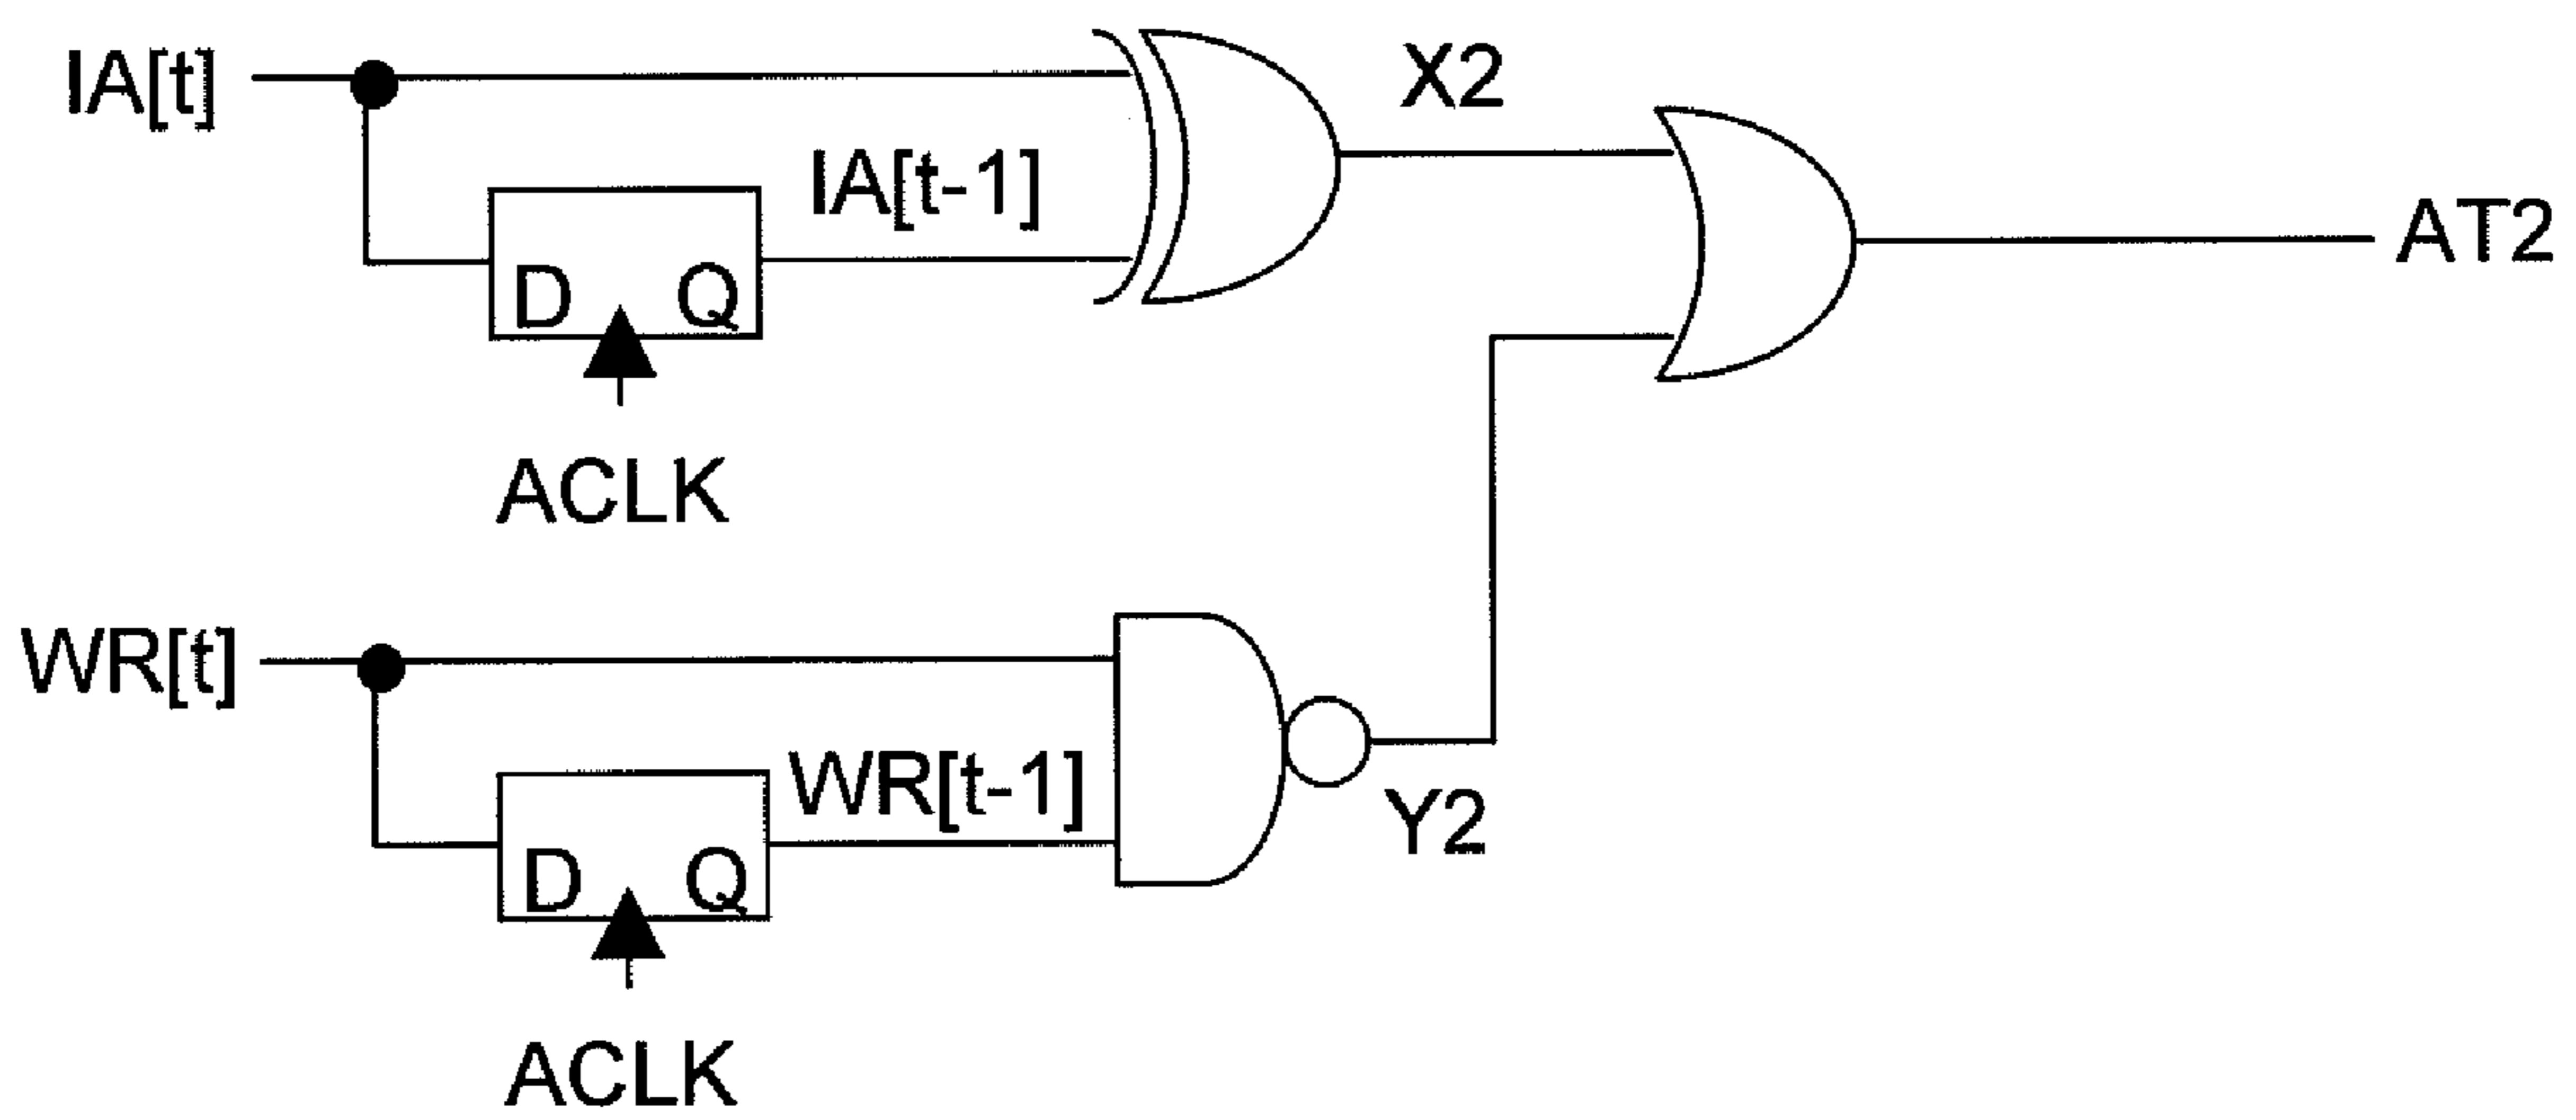 IA[t]
X2
IA[t-1]
AT2
D Q
ACLK
WR[t]
WR[t-1]
Y2
D Q
ACLK